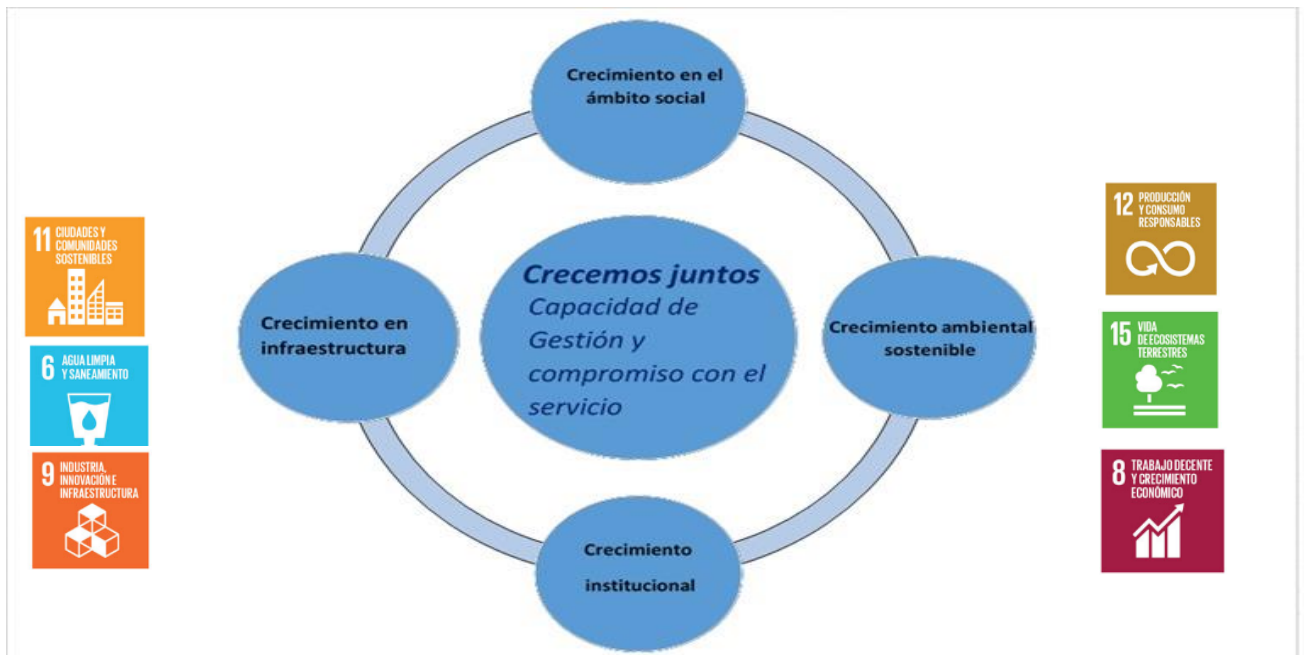 Crecimiento en el
ámbito social
11 CIUDADES Y
COMUNIDADES
SOSTENIBLES
6 AGUA LIMPIA
Y SANEAMIENTO
9 INDUSTRIA,
INNOVACIÓN E
INFRAESTRUCTURA
Crecimiento en
infraestructura
Crecemos juntos
Capacidad de
Gestión y
compromiso con el
servicio
Crecimiento ambiental
sostenible
12 PRODUCCIÓN
Y CONSUMO
RESPONSABLES
15 VIDA
DE ECOSISTEMAS
TERRESTRES
8 TRABAJO DECENTE
Y CRECIMIENTO
ECONÓMICO
Crecimiento
institucional